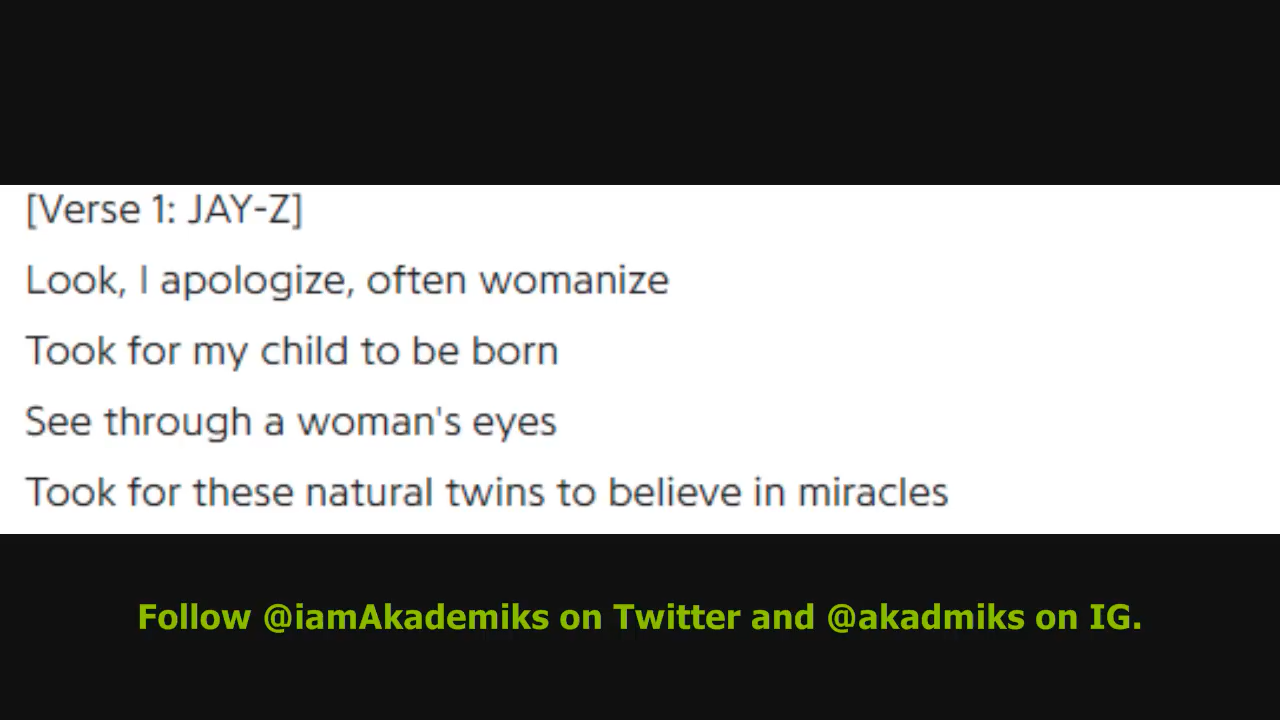 [Verse 1: JAY-Z]
Look, I apologize, often womanize
Took for my child to be born
See through a woman's eyes
Took for these natural twins to believe in miracles
Follow @iamAkademiks on Twitter and @akadmiks on IG.